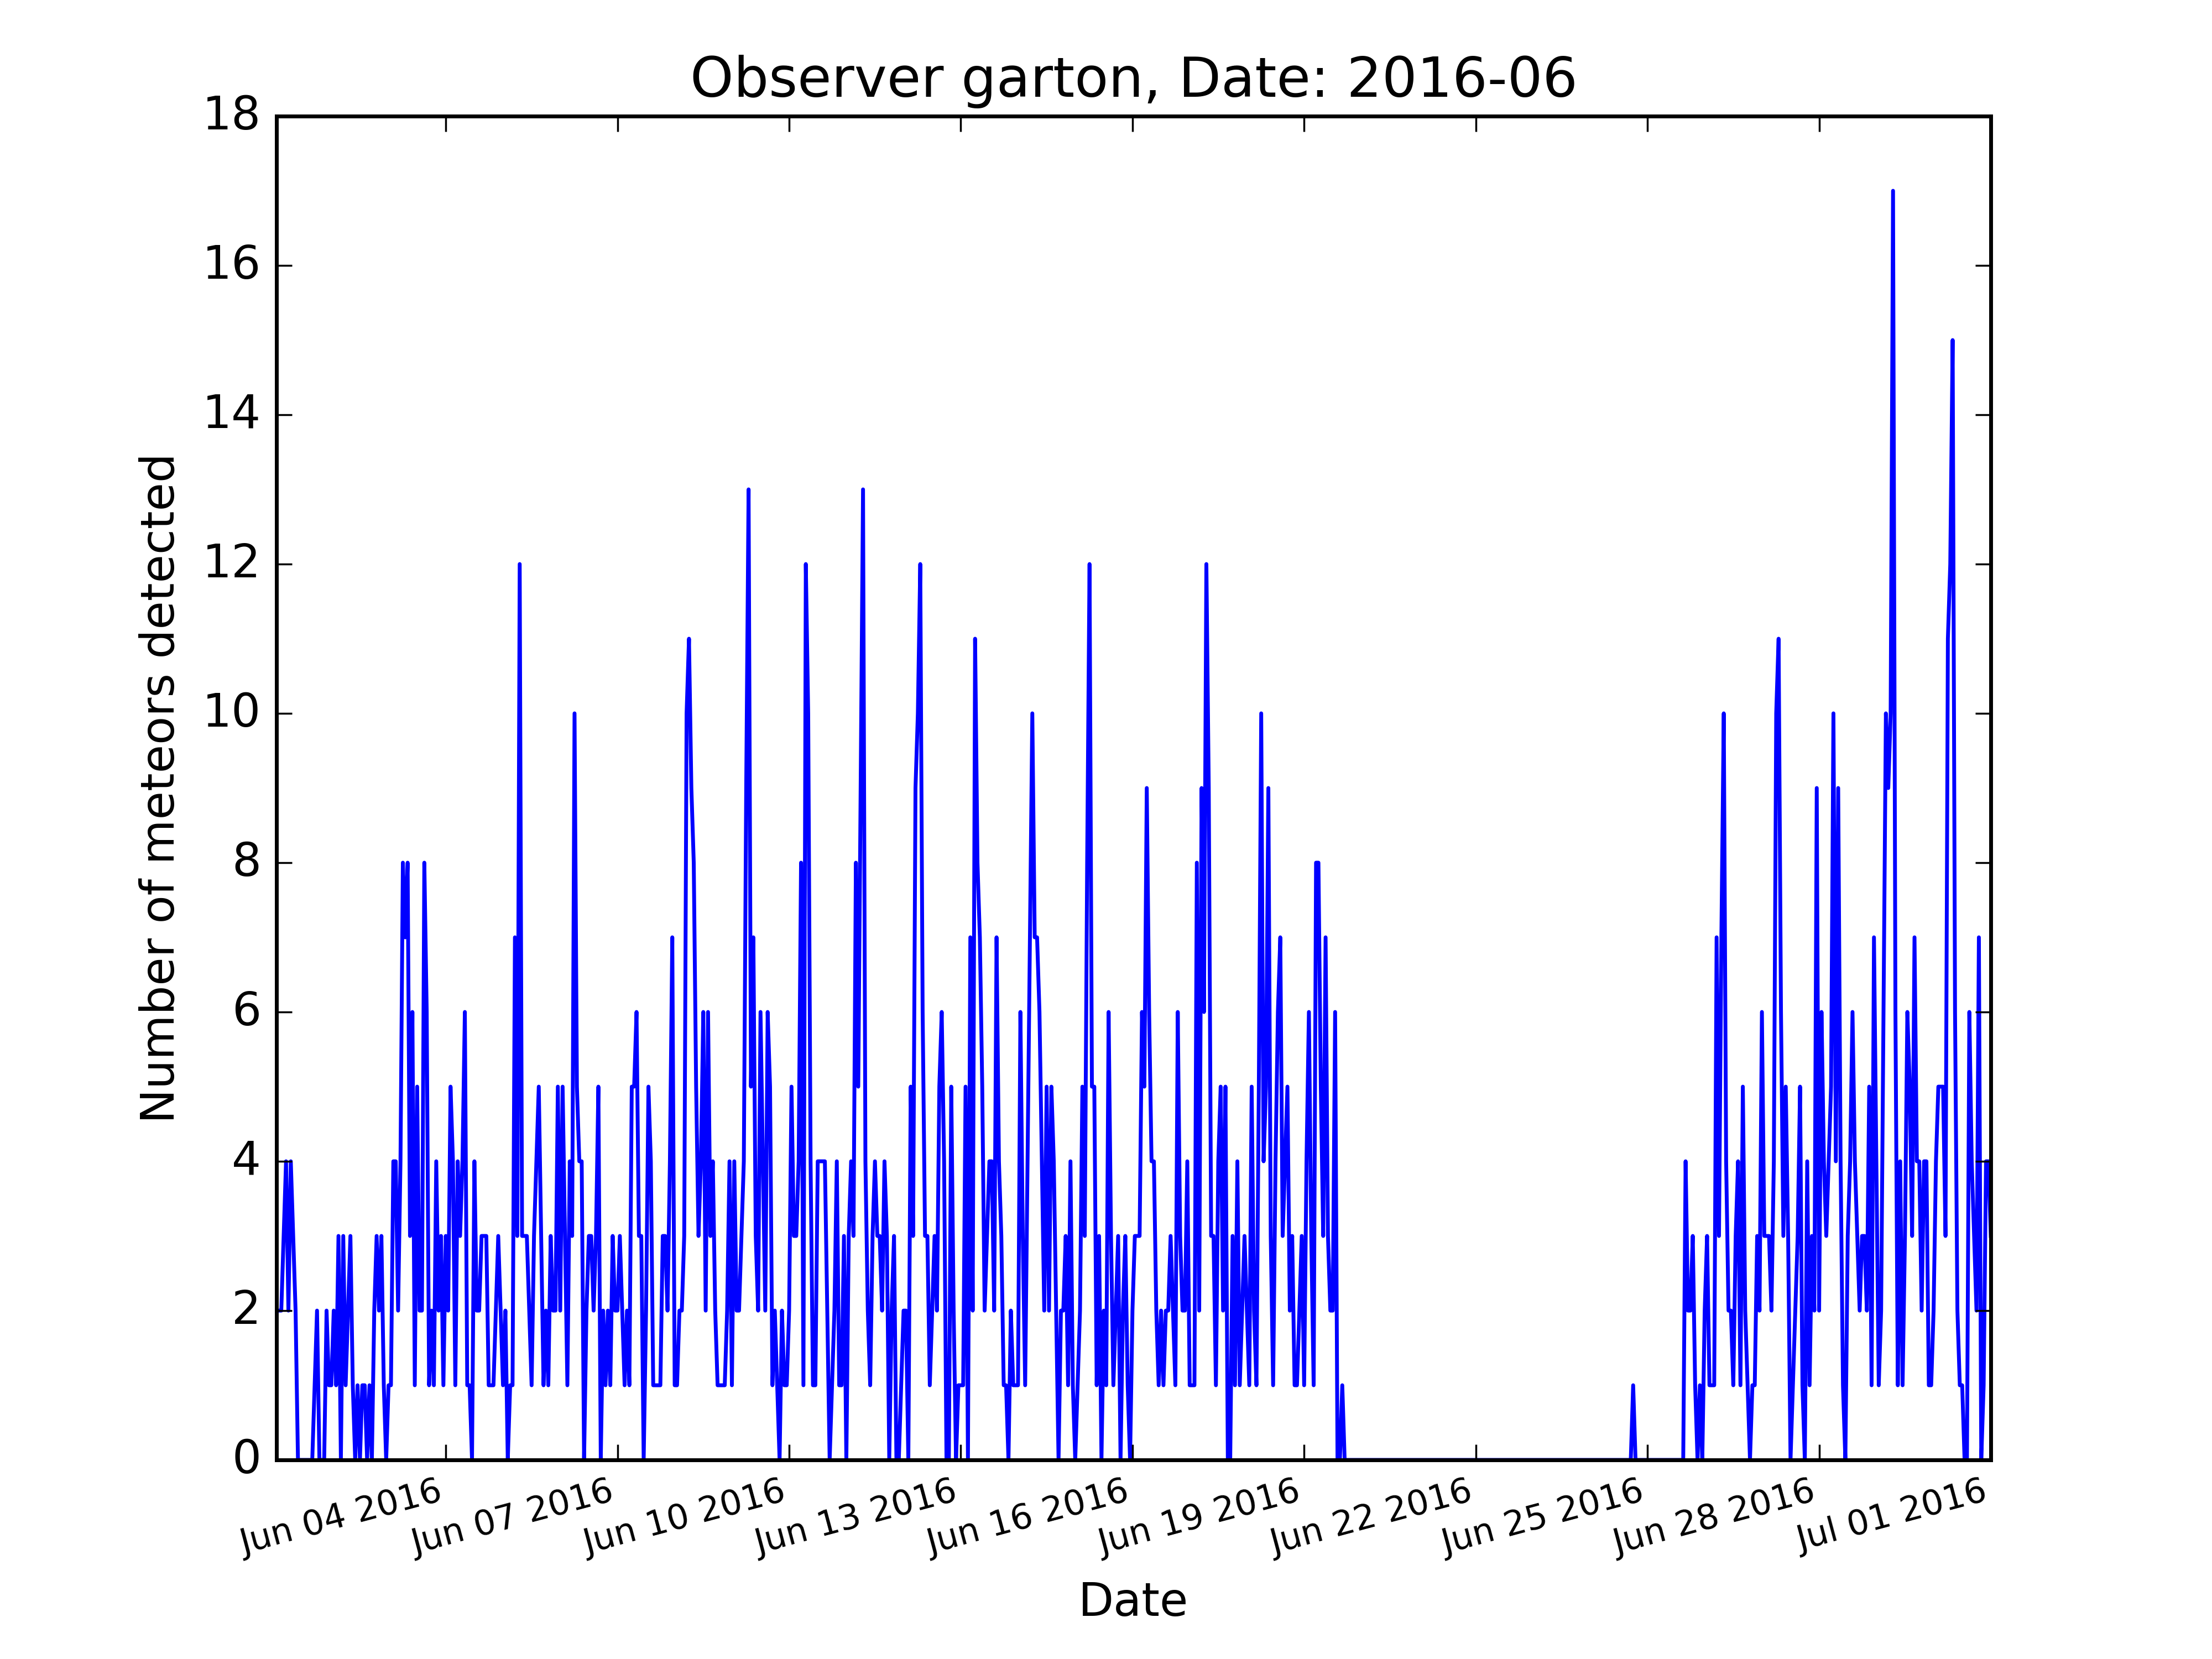 Observer garton, Date: 2016-06
18
16
14
12
10
8
6
4
2
0
Number of meteors detected
Jun 04 2016
Jun 07 2016
Jun 10 2016
Jun 13 2016
Jun 16 2016
Jun 19 2016
Jun 22 2016
Jun 25 2016
Jun 28 2016
Jul 01 2016
Date